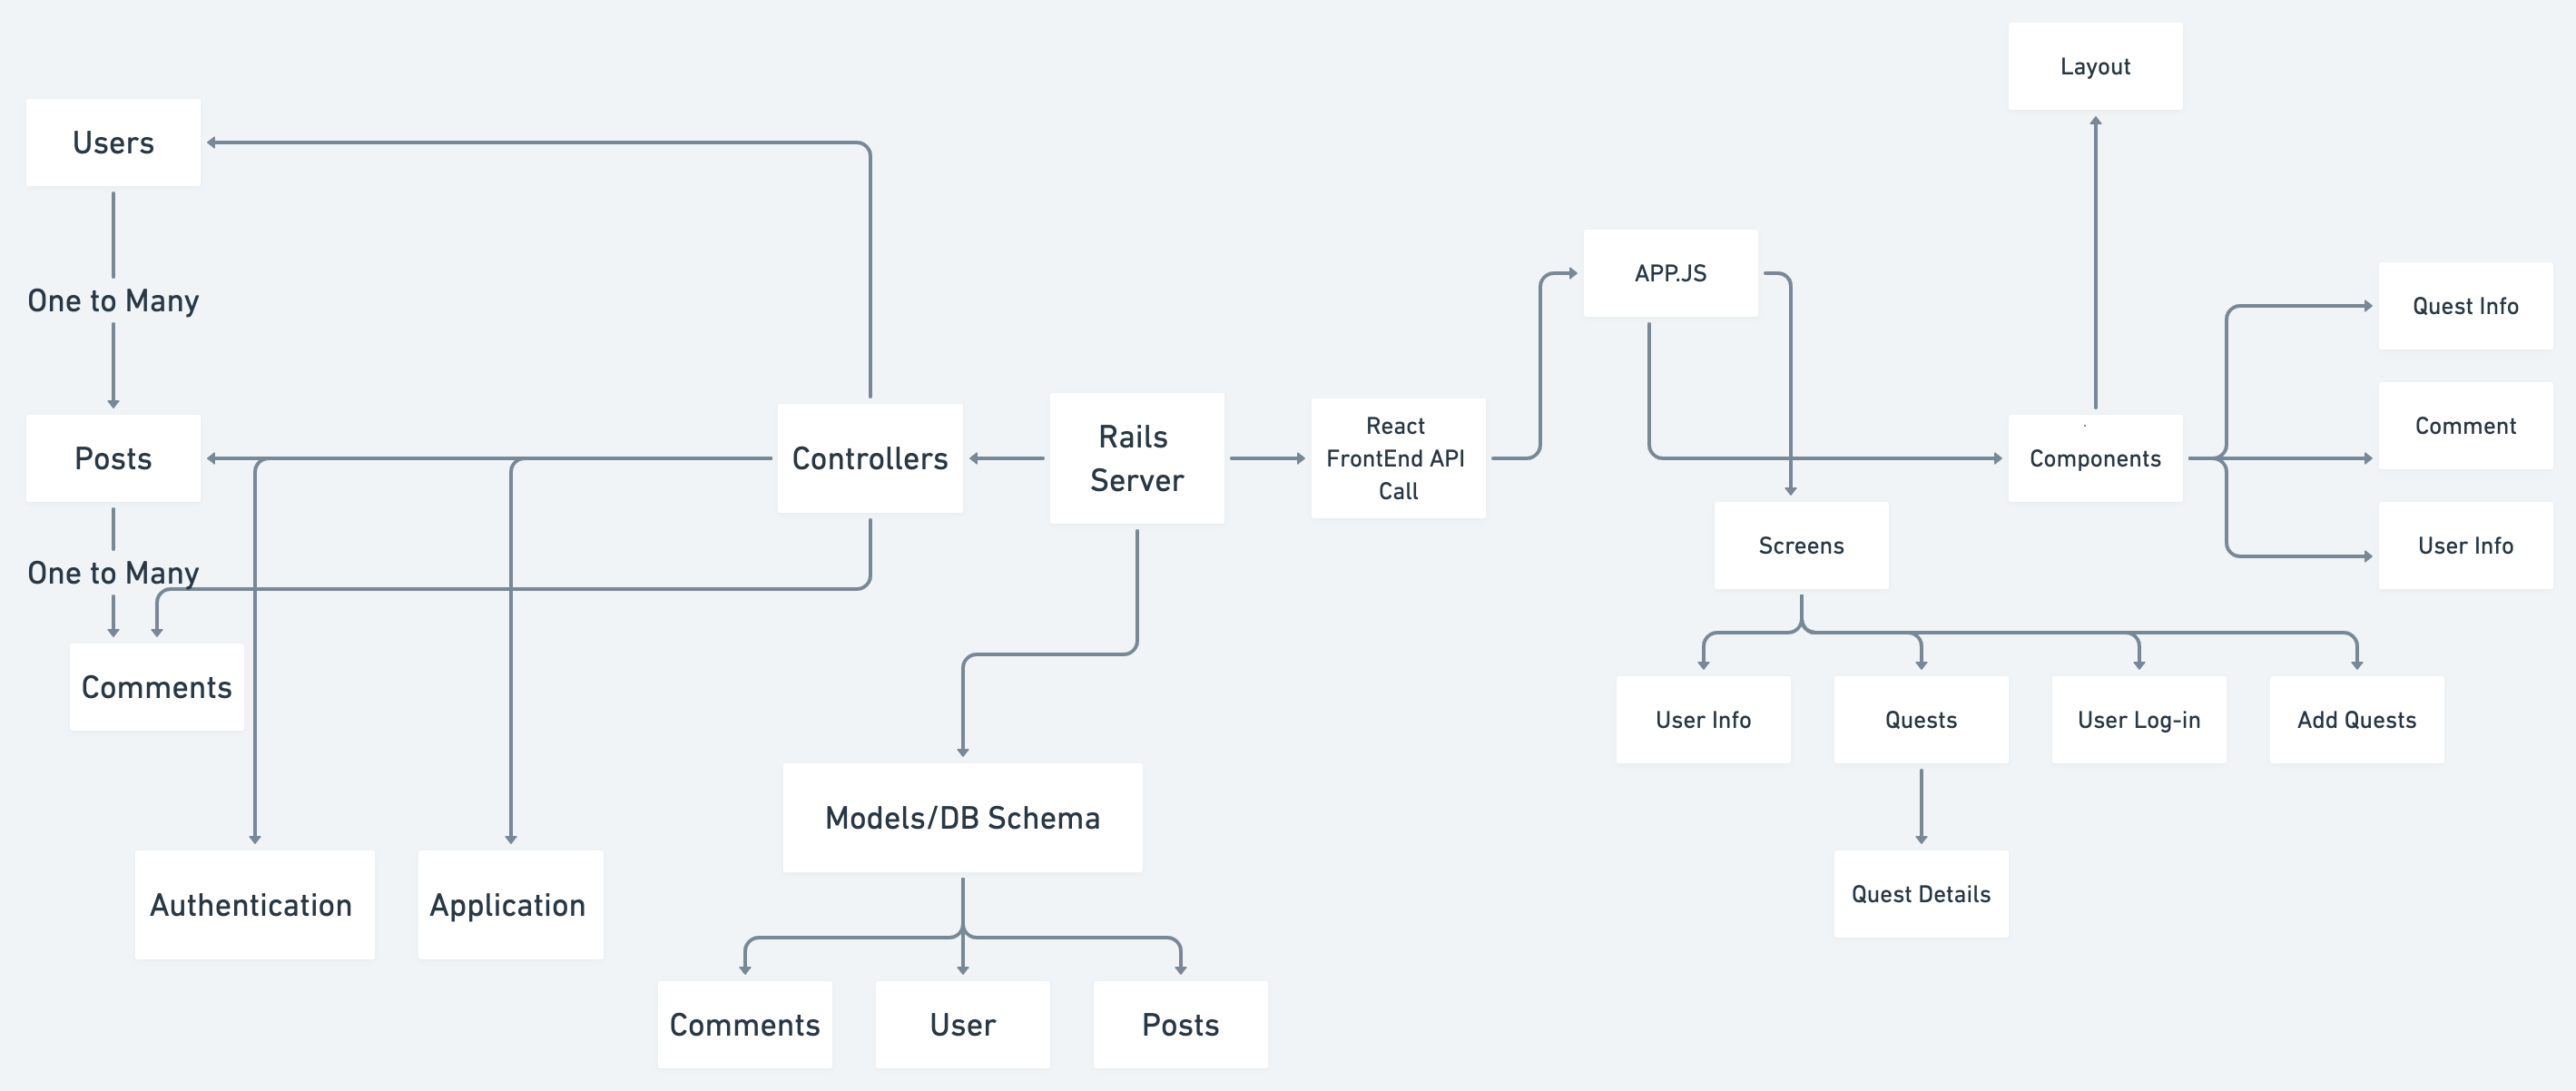 Layout
Users
One to Many
Posts
One to Many
Comments
Authentication
Application
Controllers
Rails
Server
Models/DB Schema
Comments
User
Posts
React
FrontEnd API
Call
APP.JS
Screens
User Info
Quests
User Log-in
Add Quests
Quest Details
Components
Quest Info
Comment
User Info